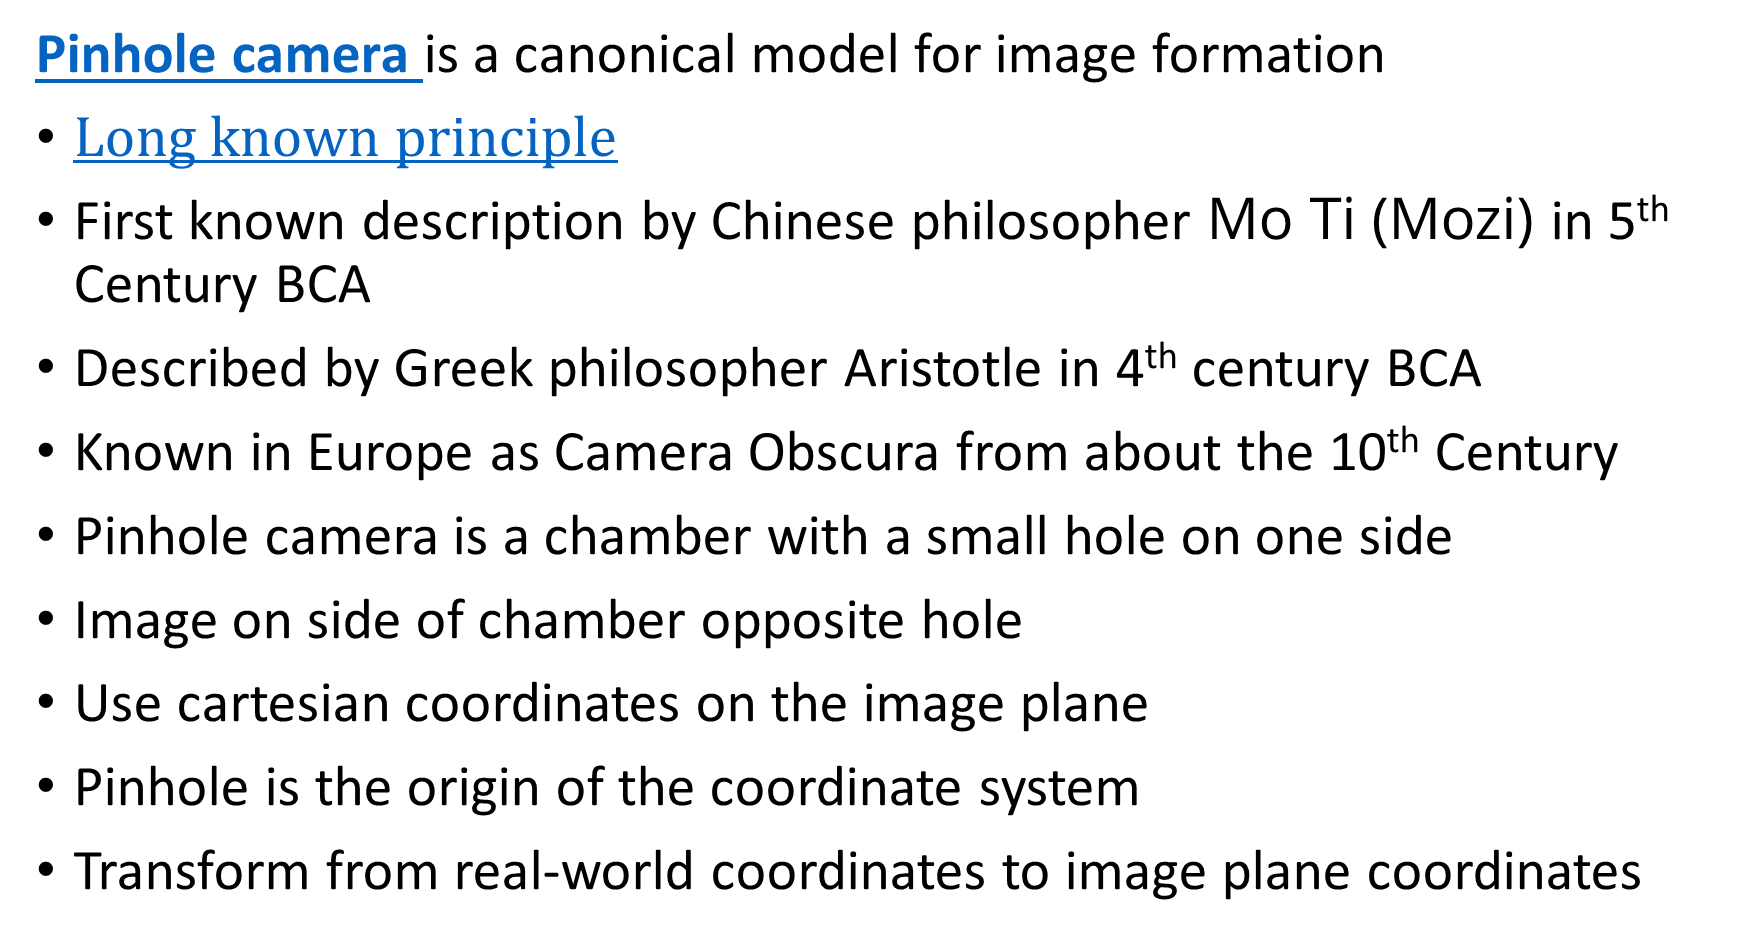 Pinhole camera is a canonical model for image formation
• Long known principle
• First known description by Chinese philosopher Mo Ti (Mozi) in 5th
Century BCA
• Described by Greek philosopher Aristotle in 4th century BCA
• Known in Europe as Camera Obscura from about the 10th Century
• Pinhole camera is a chamber with a small hole on one side
• Image on side of chamber opposite hole
• Use cartesian coordinates on the image plane
• Pinhole is the origin of the coordinate system
• Transform from real-world coordinates to image plane coordinates